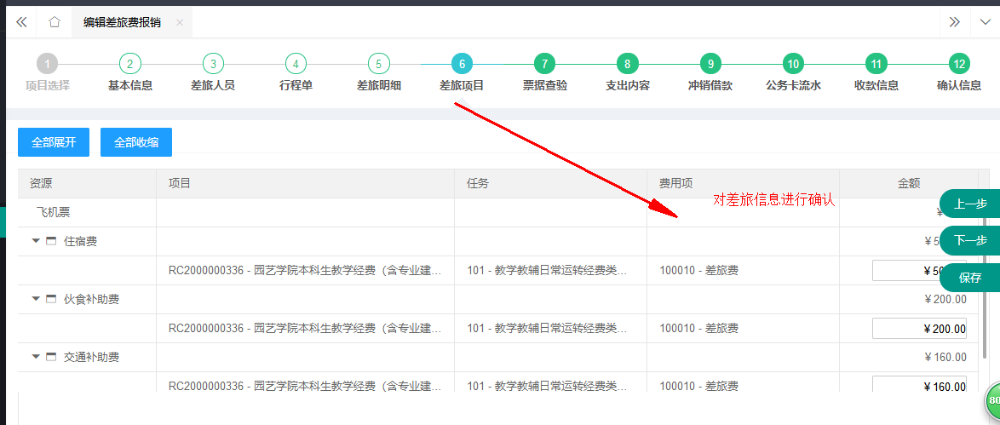 编辑差旅费报销
1 2 3 4 5 6 7 8 9 10 11 12
项目选择 基本信息 差旅人员 行程单 差旅明细 差旅项目 票据查验 支出内容 冲销借款 公务卡流水 收款信息 确认信息
全部展开 全部收缩
资源 项目 任务 费用项 金额
对差旅信息进行确认
上一步
飞机票 ¥
住宿费 ¥5
下一步
RC2000000336 - 园艺学院本科生教学经费（含专业建... 101 - 教学教辅日常运转经费类... 100010 - 差旅费 ¥50
保存
伙食补助费 ¥200.00
RC2000000336 - 园艺学院本科生教学经费（含专业建... 101 - 教学教辅日常运转经费类... 100010 - 差旅费 ¥200.00
交通补助费 ¥160.00
RC2000000336 - 园艺学院本科生教学经费（含专业建... 101 - 教学教辅日常运转经费类... 100010 - 差旅费 ¥160.00
80